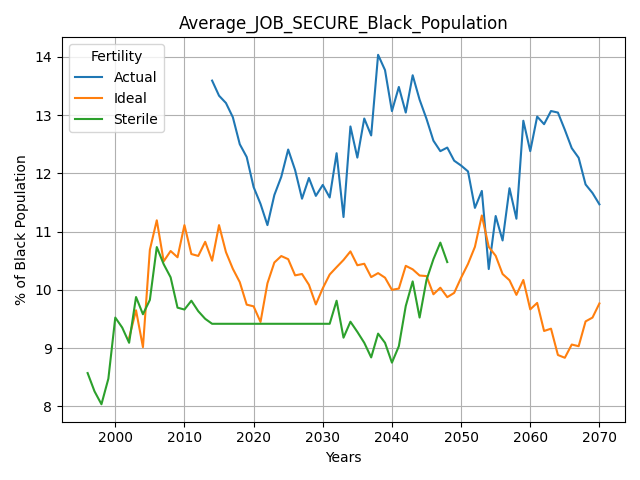 Average_JOB_SECURE_Black_Population
Fertility
Actual
Ideal
Sterile
% of Black Population
14
13
12
11
10
9
8
2000 2010 2020 2030 2040 2050 2060 2070
Years